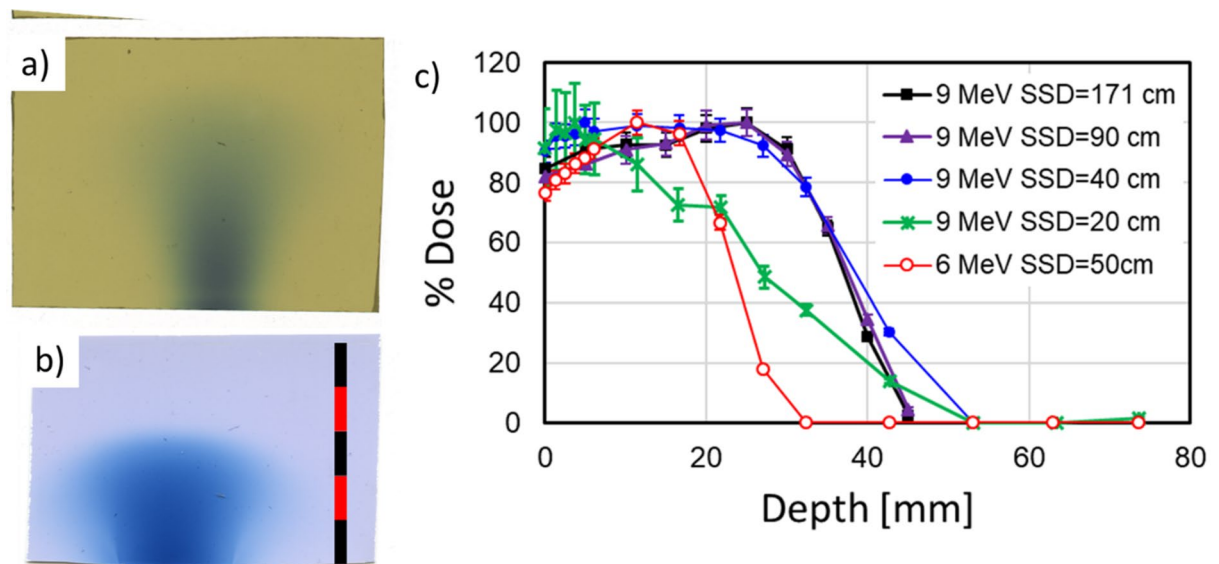 a)
b)
c)
% Dose
120
100
80
60
40
20
0
9 MeV SSD=171 cm
9 MeV SSD=90 cm
9 MeV SSD=40 cm
9 MeV SSD=20 cm
6 MeV SSD=50cm
0
20
40
60
80
Depth [mm]